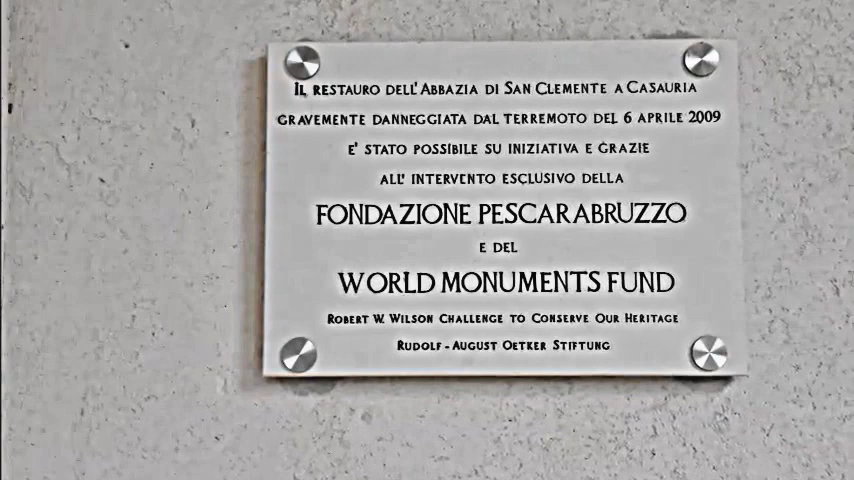 IL RESTAURO DELL'ABBAZIA DI SAN CLEMENTE A CASAURIA
GRAVEMENTE DANNEGGIATA DAL TERREMOTO DEL 6 APRILE 2009
E' STATO POSSIBILE SU INIZIATIVA E GRAZIE
ALL' INTERVENTO ESCLUSIVO DELLA
FONDAZIONE PESCARABRUZZO
E DEL
WORLD MONUMENTS FUND
ROBERT W. WILSON CHALLENGE TO CONSERVE OUR HERITAGE
RUDOLF - AUGUST OETKER STIFTUNG